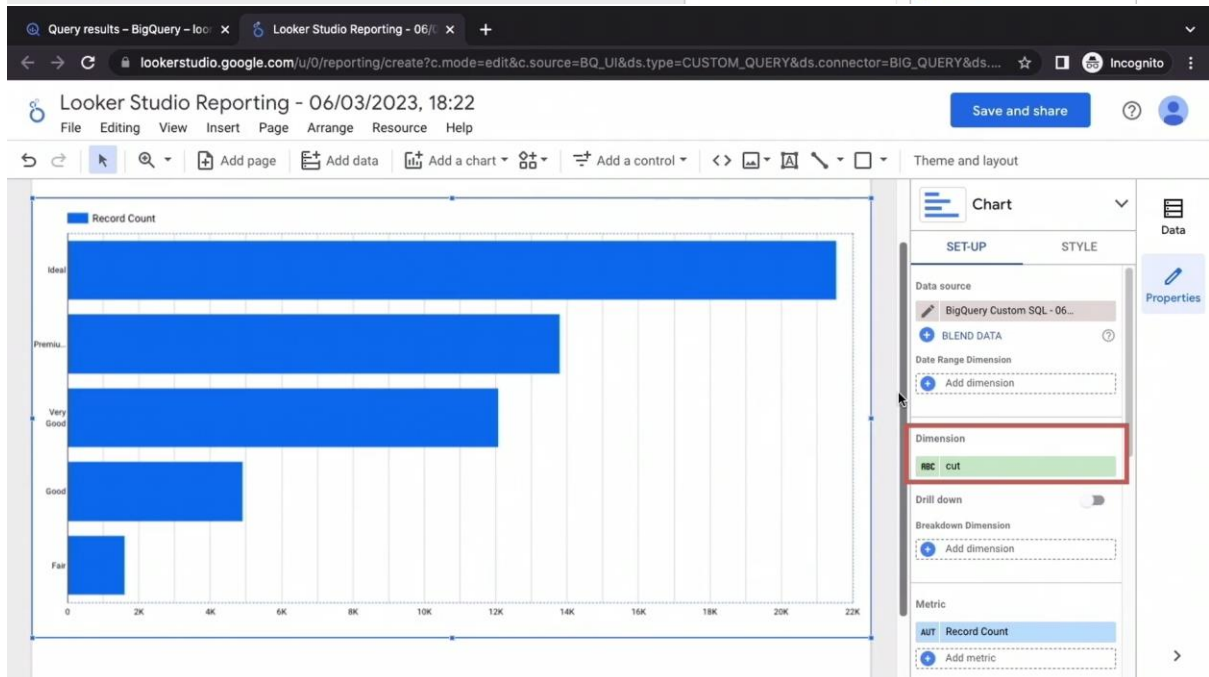 Query results – BigQuery – loo
Looker Studio Reporting - 06/0
lookerstudio.google.com/u/0/reporting/create?c.mode=edit&c.source=BQ_UI&ds.type=CUSTOM_QUERY&ds.connector=BIG_QUERY&ds....
Incognito
Looker Studio Reporting - 06/03/2023, 18:22
Save and share
File Editing View Insert Page Arrange Resource Help
Add page Add data Add a chart Add a control Theme and layout
Record Count
Ideal
Premiu...
Very
Good
Good
Fair
0 2K 4K 6K 8K 10K 12K 14K 16K 18K 20K 22K
Chart
SET-UP STYLE
Data source
BigQuery Custom SQL - 06...
BLEND DATA
Date Range Dimension
Add dimension
Dimension
ABC cut
Drill down
Breakdown Dimension
Add dimension
Metric
AUT Record Count
Add metric
Data
Properties